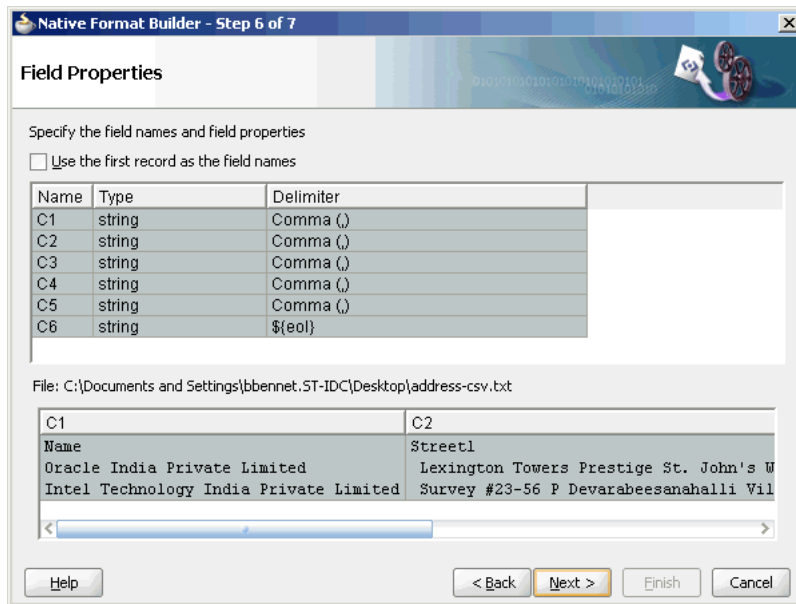 Native Format Builder - Step 6 of 7
Field Properties
Specify the field names and field properties
Use the first record as the field names
Name Type Delimiter
C1 string Comma (,)
C2 string Comma (,)
C3 string Comma (,)
C4 string Comma (,)
C5 string Comma (,)
C6 string ${eol}
File: C:\Documents and Settings\bbennet.ST-IDC\Desktop\address-csv.txt
C1 C2
Name Street1
Oracle India Private Limited Lexington Towers Prestige St. John's W
Intel Technology India Private Limited Survey #23-56 P Devarabeesanahalli Vil
Help < Back Next > Finish Cancel